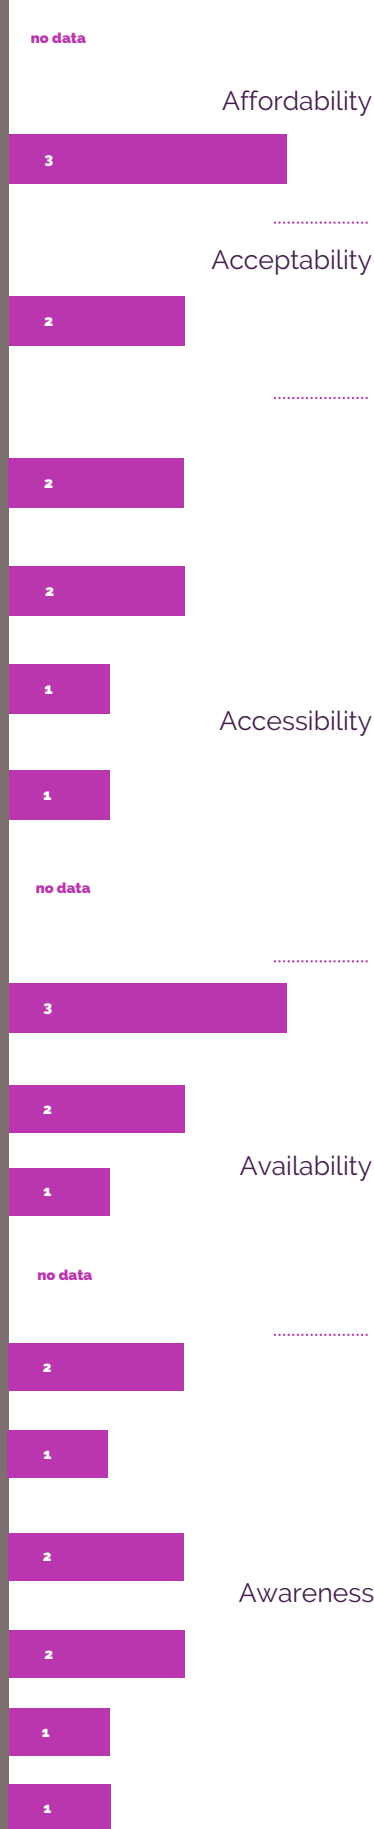 no data
Affordability
3
Acceptability
2
2
2
1
Accessibility
1
no data
3
2
Availability
1
no data
2
1
2
Awareness
2
1
1